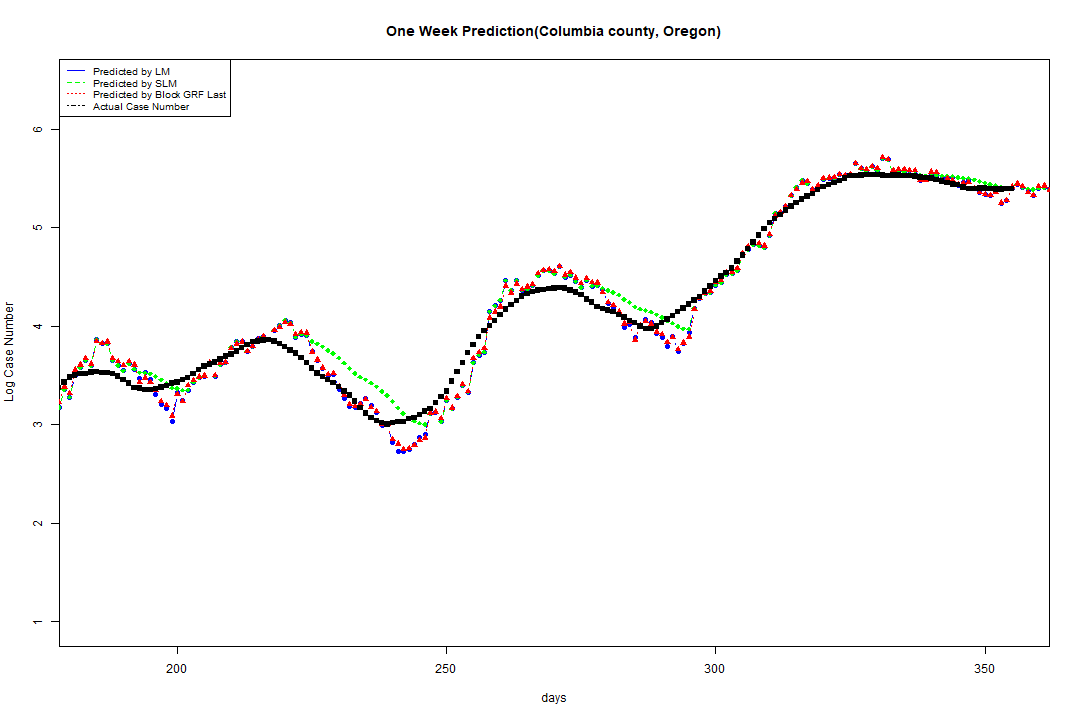 One Week Prediction(Columbia county, Oregon)
Predicted by LM
Predicted by SLM
Predicted by Block GRF Last
Actual Case Number
6
5
4
3
2
1
Log Case Number
200 250 300 350
days